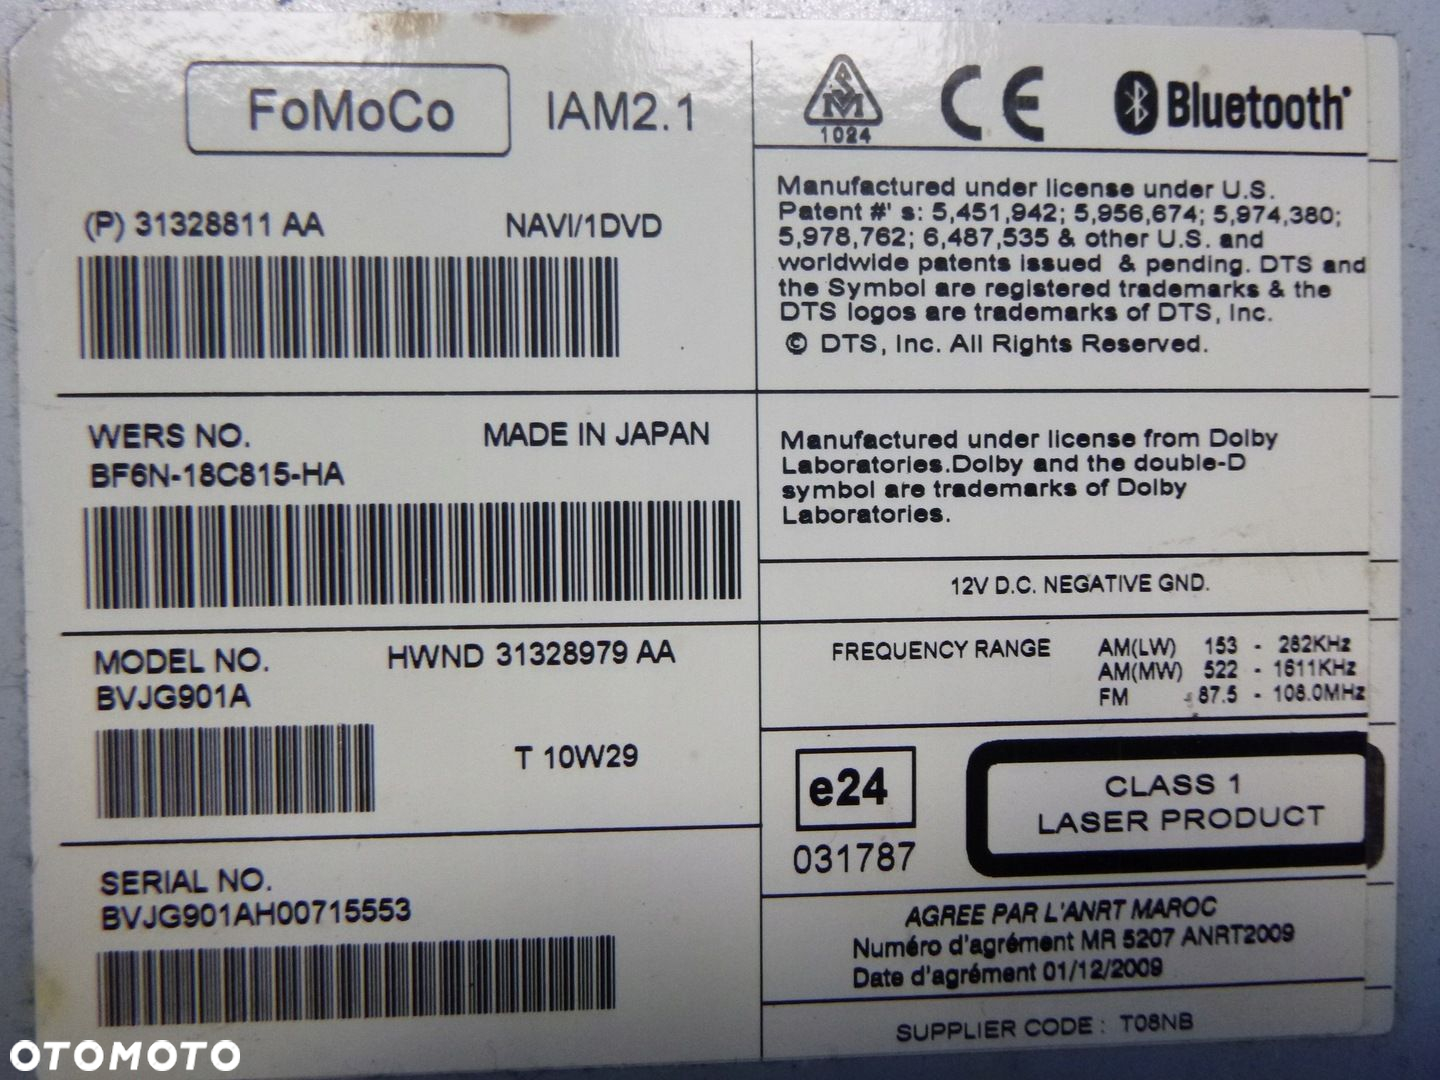 FoMoCo IAM2.1
(P) 31328811 AA NAVI/1DVD
WERS NO. MADE IN JAPAN
BF6N-18C815-HA
MODEL NO. HWND 31328979 AA
BVJG901A
T 10W29
SERIAL NO.
BVJG901AH00715553
1024 CE Bluetooth
Manufactured under license under U.S.
Patent #' s: 5,451,942; 5,956,674; 5,974,380;
5,978,762; 6,487,535 & other U.S. and
worldwide patents issued & pending. DTS and
the Symbol are registered trademarks & the
DTS logos are trademarks of DTS, Inc.
© DTS, Inc. All Rights Reserved.
Manufactured under license from Dolby
Laboratories.Dolby and the double-D
symbol are trademarks of Dolby
Laboratories.
12V D.C. NEGATIVE GND.
FREQUENCY RANGE AM(LW) 153 - 282KHz
AM(MW) 522 - 1611KHz
FM 87.5 - 108.0MHz
e24
031787
CLASS 1
LASER PRODUCT
AGREE PAR L'ANRT MAROC
Numéro d'agrément MR 5207 ANRT2009
Date d'agrément 01/12/2009
SUPPLIER CODE : T08NB
OTOMOTO